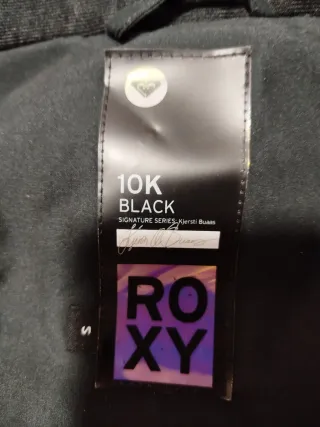 10K
BLACK
SIGNATURE SERIES: Kjersti Buaas
RO
XY
S